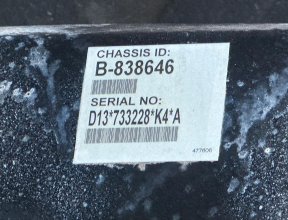 CHASSIS ID:
B-838646
SERIAL NO:
D13*733228*K4*A
477606